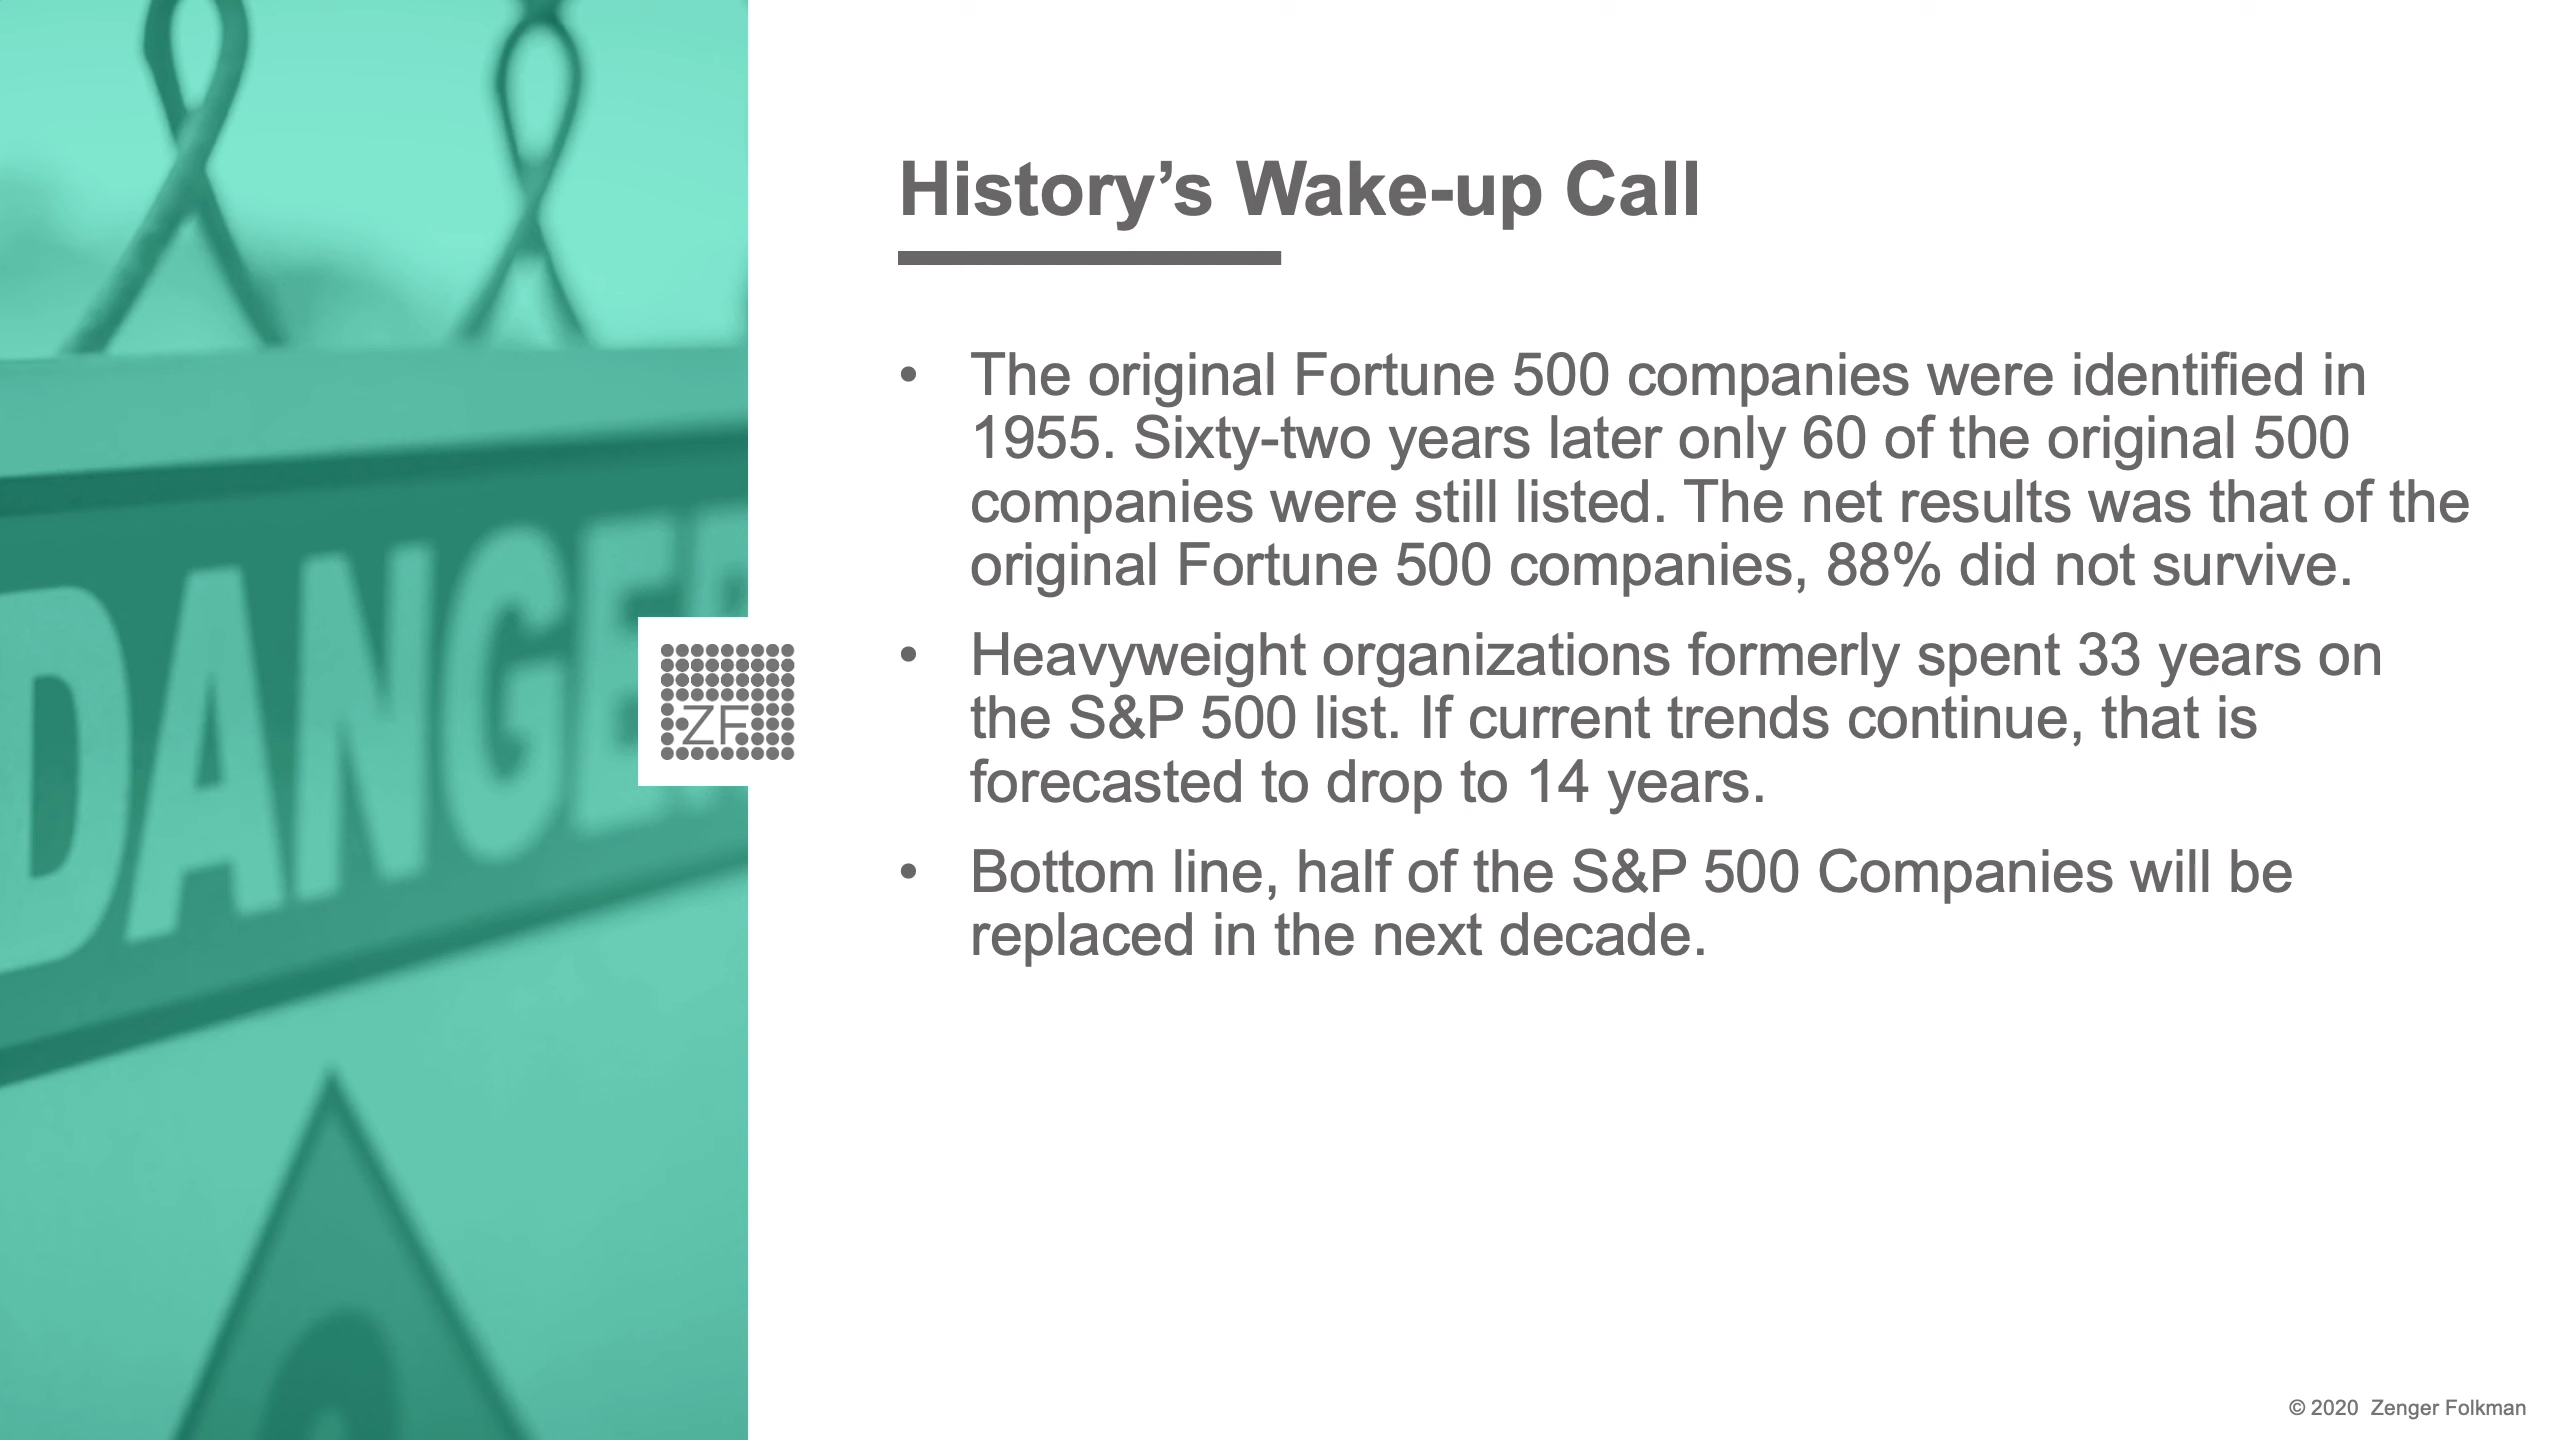 DANGER
ZF
History’s Wake-up Call
• The original Fortune 500 companies were identified in
1955. Sixty-two years later only 60 of the original 500
companies were still listed. The net results was that of the
original Fortune 500 companies, 88% did not survive.
• Heavyweight organizations formerly spent 33 years on
the S&P 500 list. If current trends continue, that is
forecasted to drop to 14 years.
• Bottom line, half of the S&P 500 Companies will be
replaced in the next decade.
© 2020 Zenger Folkman